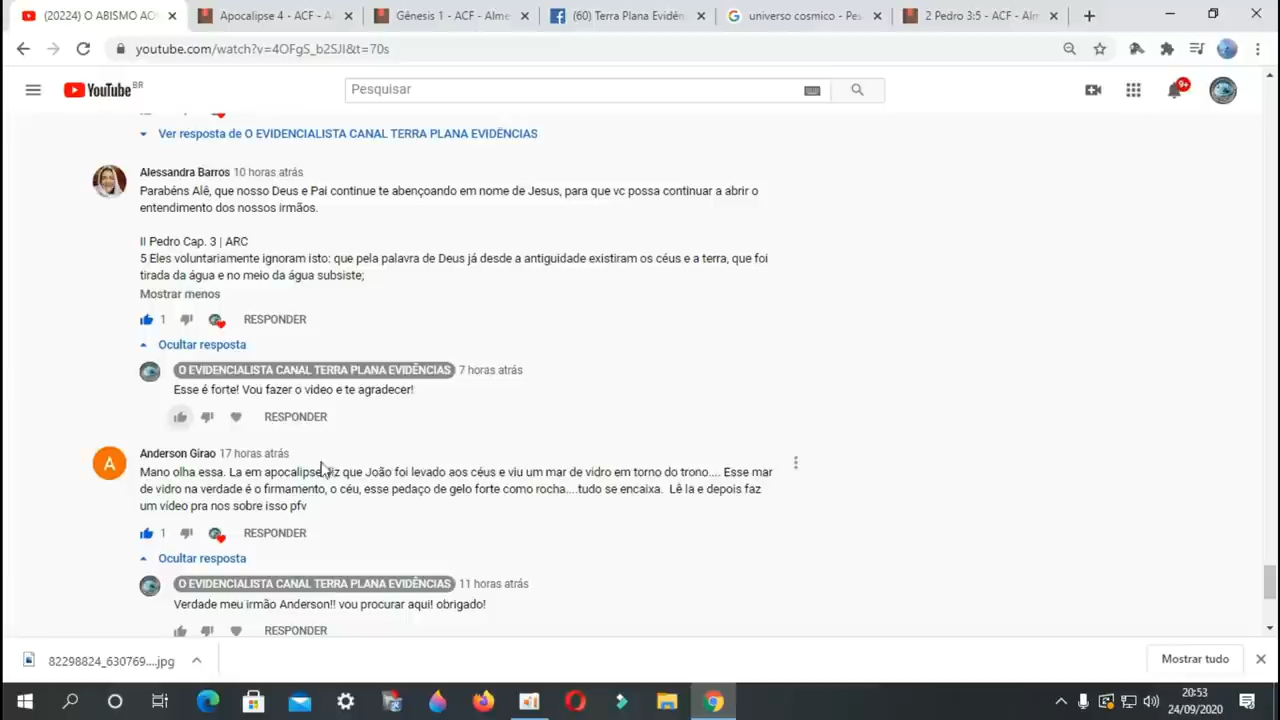 (20224) O ABISMO AO
Apocalipse 4 - ACF - A
Gênesis 1 - ACF - Alme
(60) Terra Plana Evidên
universo cosmico - Pes
2 Pedro 3:5 - ACF - Alm
youtube.com/watch?v=4OFgS_b2SJI&t=70s
YouTube BR
Pesquisar
9+
Ver resposta de O EVIDENCIALISTA CANAL TERRA PLANA EVIDÊNCIAS
Alessandra Barros 10 horas atrás
Parabéns Alê, que nosso Deus e Pai continue te abençoando em nome de Jesus, para que vc possa continuar a abrir o
entendimento dos nossos irmãos.
II Pedro Cap. 3 | ARC
5 Eles voluntariamente ignoram isto: que pela palavra de Deus já desde a antiguidade existiram os céus e a terra, que foi
tirada da água e no meio da água subsiste;
Mostrar menos
1 RESPONDER
Ocultar resposta
O EVIDENCIALISTA CANAL TERRA PLANA EVIDÊNCIAS 7 horas atrás
Esse é forte! Vou fazer o video e te agradecer!
RESPONDER
A
Anderson Girao 17 horas atrás
Mano olha essa. La em apocalipse diz que João foi levado aos céus e viu um mar de vidro em torno do trono.... Esse mar
de vidro na verdade é o firmamento, o céu, esse pedaço de gelo forte como rocha....tudo se encaixa. Lê la e depois faz
um vídeo pra nos sobre isso pfv
1 RESPONDER
Ocultar resposta
O EVIDENCIALISTA CANAL TERRA PLANA EVIDÊNCIAS 11 horas atrás
Verdade meu irmão Anderson!! vou procurar aqui! obrigado!
RESPONDER
82298824_630769....jpg
Mostrar tudo
20:53
24/09/2020